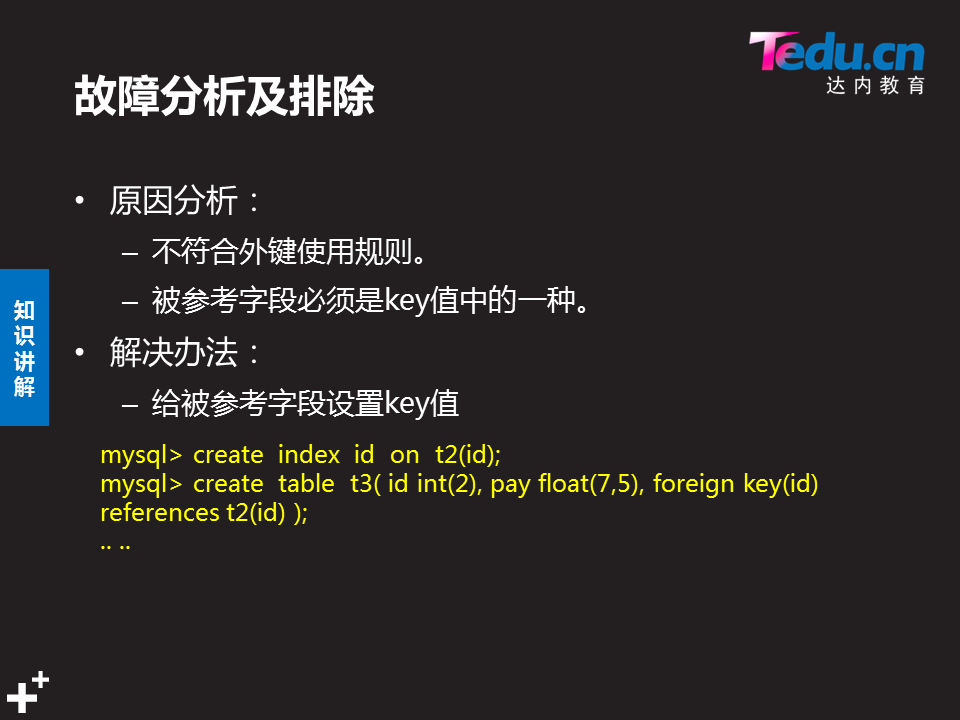 Tedu.cn
达内教育
故障分析及排除
• 原因分析：
– 不符合外键使用规则。
– 被参考字段必须是key值中的一种。
知识讲解
• 解决办法：
– 给被参考字段设置key值
mysql> create index id on t2(id);
mysql> create table t3( id int(2), pay float(7,5), foreign key(id)
references t2(id) );
.. ..